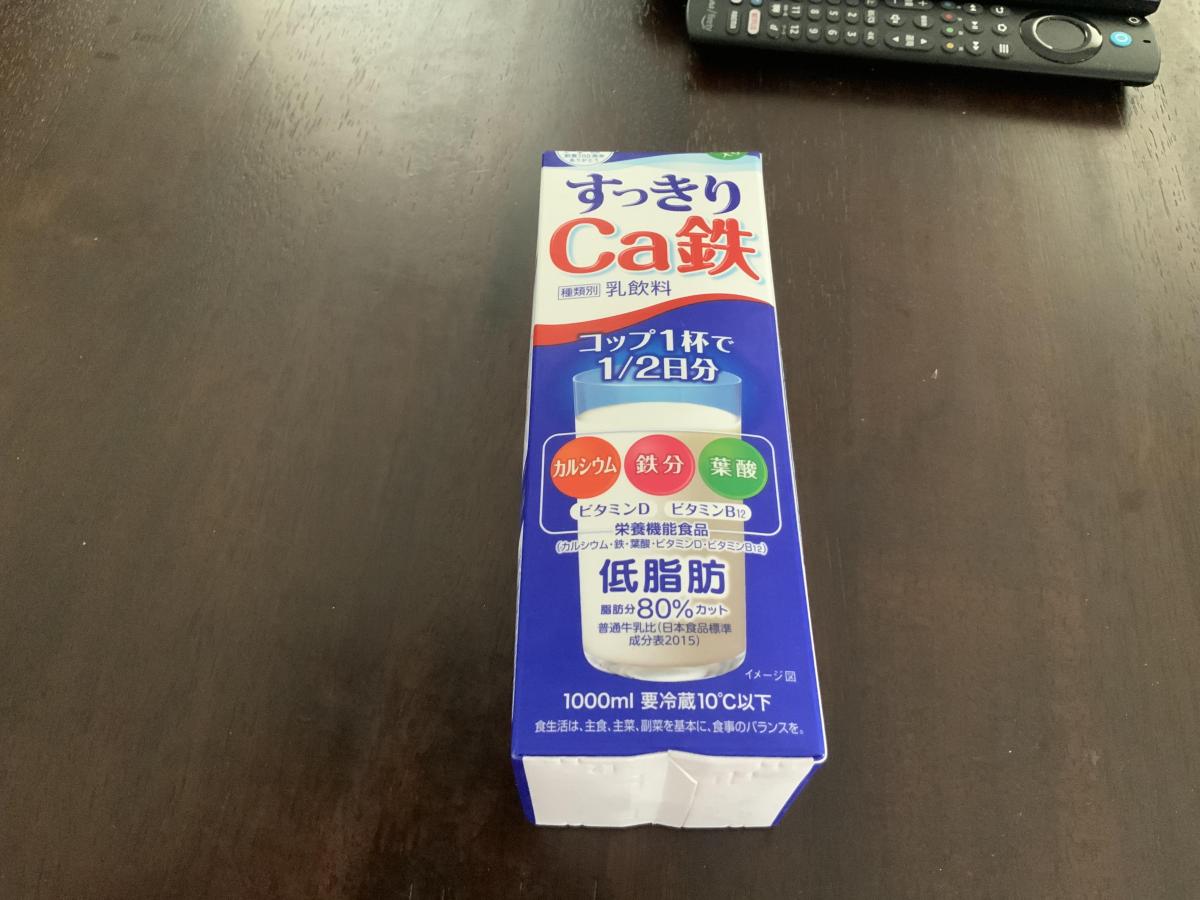 すっきり
Ca鉄
種類別 乳飲料
コップ1杯で
1/2日分
カルシウム 鉄分 葉酸
ビタミンD ビタミンB12
栄養機能食品
(カルシウム・鉄・葉酸・ビタミンD・ビタミンB12)
低脂肪
脂肪分80%カット
普通牛乳比(日本食品標準
成分表2015)
イメージ図
1000ml 要冷蔵10℃以下
食生活は、主食、主菜、副菜を基本に、食事のバランスを。